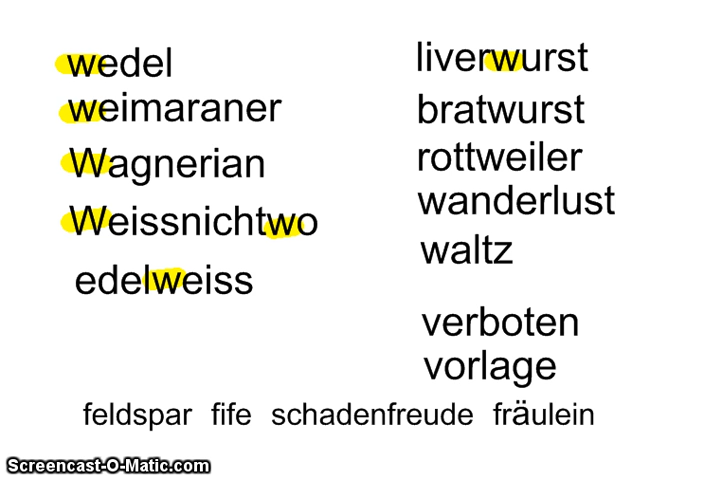 wedel
weimaraner
Wagnerian
Weissnichtwo
edelweiss
liverwurst
bratwurst
rottweiler
wanderlust
waltz
verboten
vorlage
feldspar fife schadenfreude fräulein
Screencast-O-Matic.com